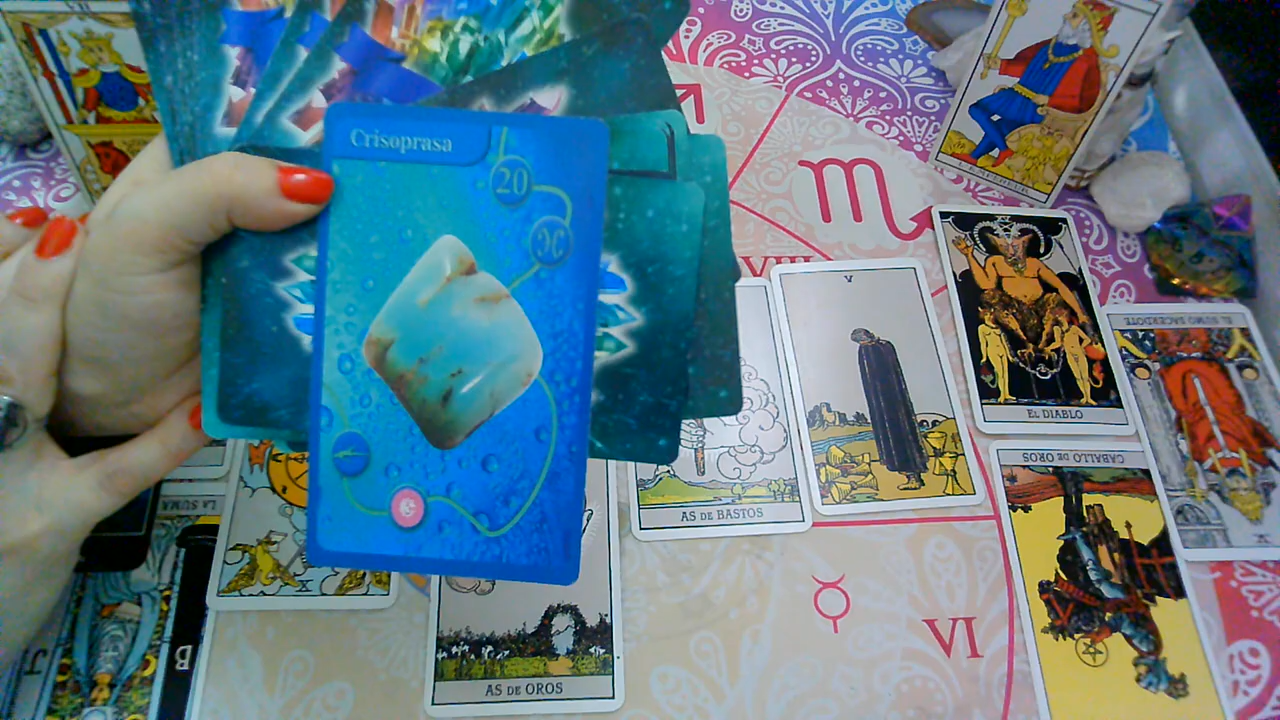 Crisoprasa
20
VIII
V
XV
EL DIABLO
EL SUMO SACERDOTE
AS DE BASTOS
CABALLO DE OROS
LA SUMA
AS DE OROS
VI
B
J